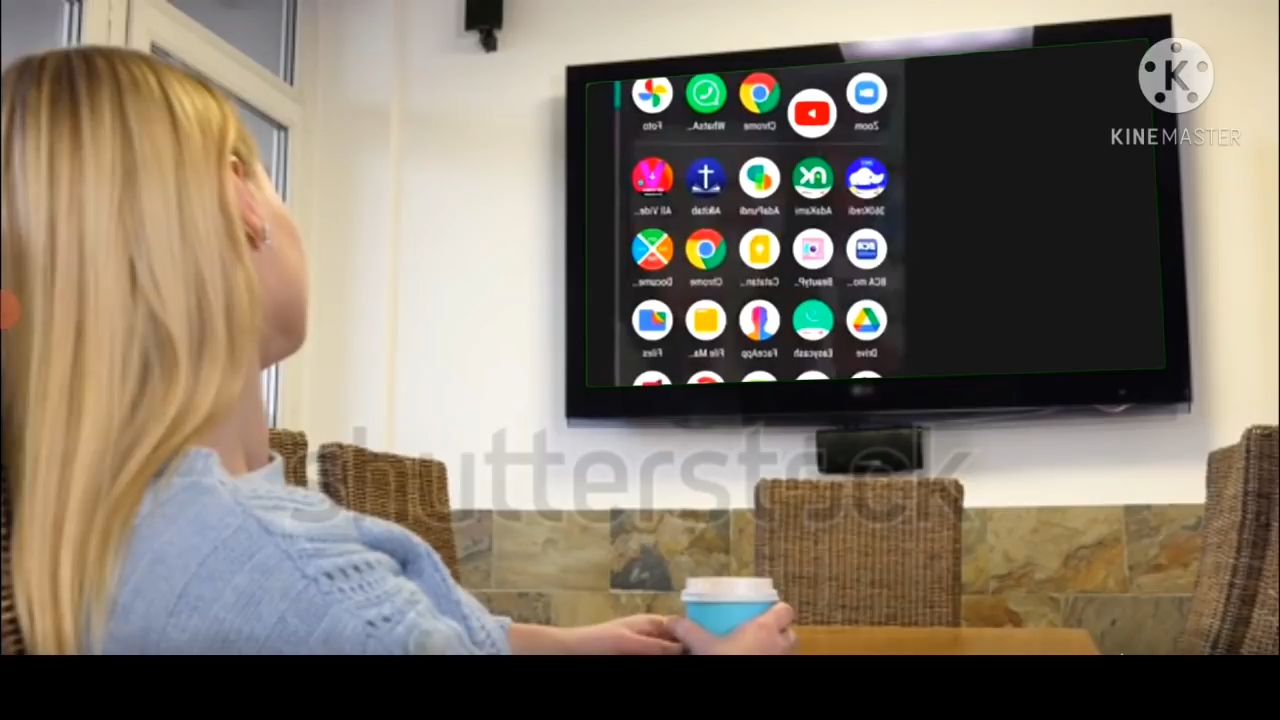 KINEMASTER
Foto WhatsA... Chrome Zoom
All Vide... Alkitab AdaPundi AdaKami 360Kredi
Docume... Chrome Catatan... BeautyP... BCA mo...
Files File Ma... FaceApp Easycash Drive
shutterstock